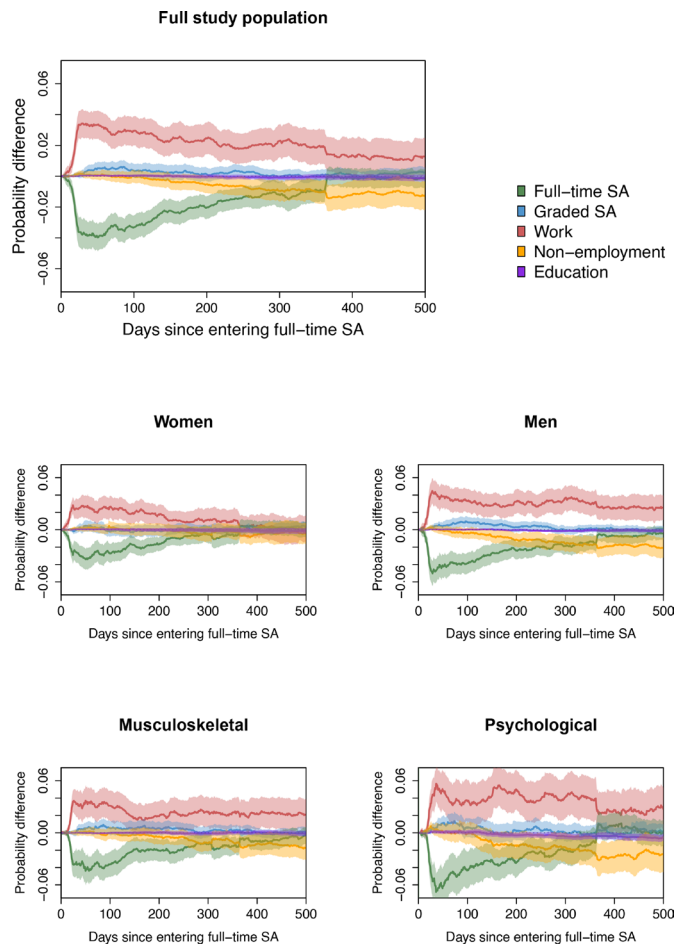 Full study population
Probability difference
0.06
0.02
−0.02
−0.06
0
100
200
300
400
500
Days since entering full−time SA
Full−time SA
Graded SA
Work
Non−employment
Education
Women
Probability difference
0.06
0.00
−0.06
0
100
200
300
400
500
Days since entering full−time SA
Men
Probability difference
0.06
0.00
−0.06
0
100
200
300
400
500
Days since entering full−time SA
Musculoskeletal
Probability difference
0.06
0.00
−0.06
0
100
200
300
400
500
Days since entering full−time SA
Psychological
Probability difference
0.06
0.00
−0.06
0
100
200
300
400
500
Days since entering full−time SA